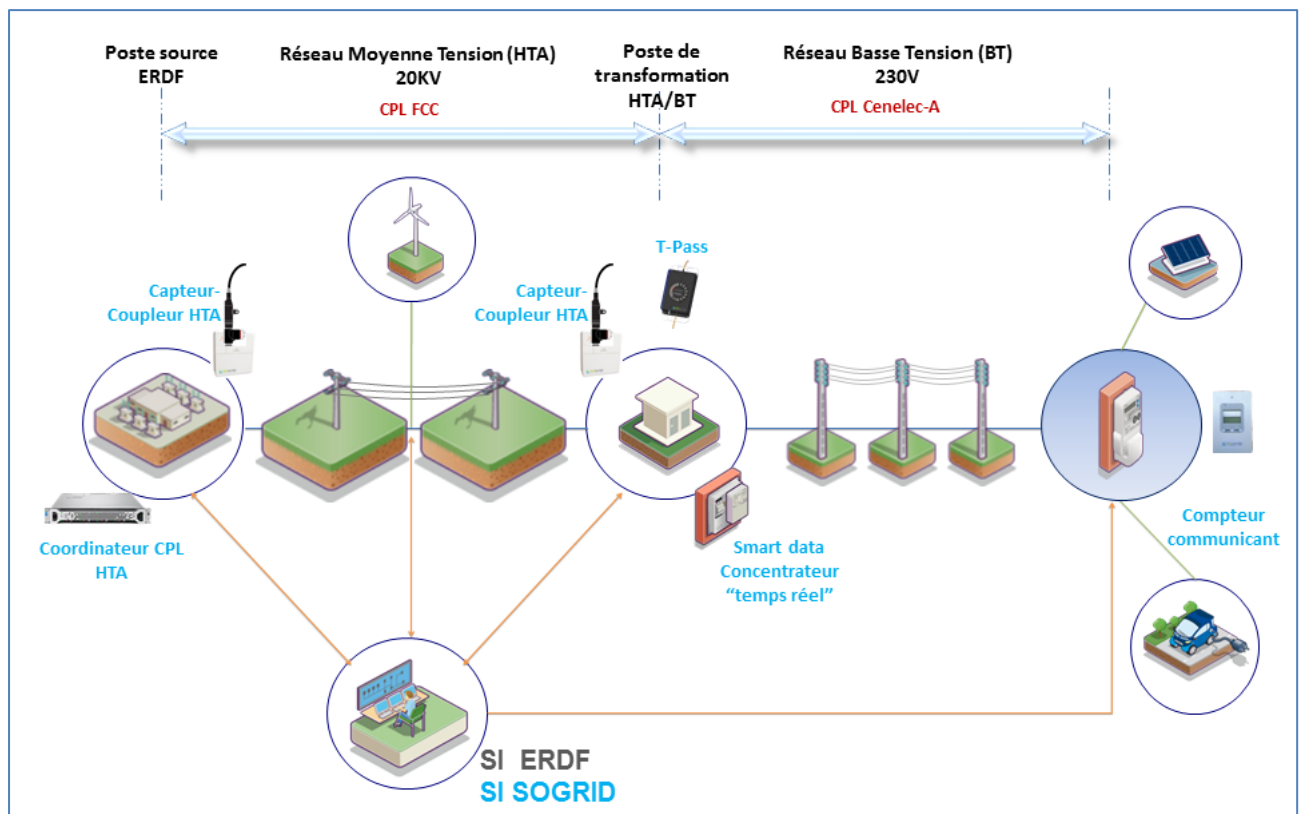 Poste source
ERDF
Réseau Moyenne Tension (HTA)
20KV
CPL FCC
Poste de
transformation
HTA/BT
Réseau Basse Tension (BT)
230V
CPL Cenelec-A
T-Pass
Capteur-
Coupleur HTA
Capteur-
Coupleur HTA
Coordinateur CPL
HTA
Smart data
Concentrateur
“temps réel”
Compteur
communicant
SI ERDF
SI SOGRID